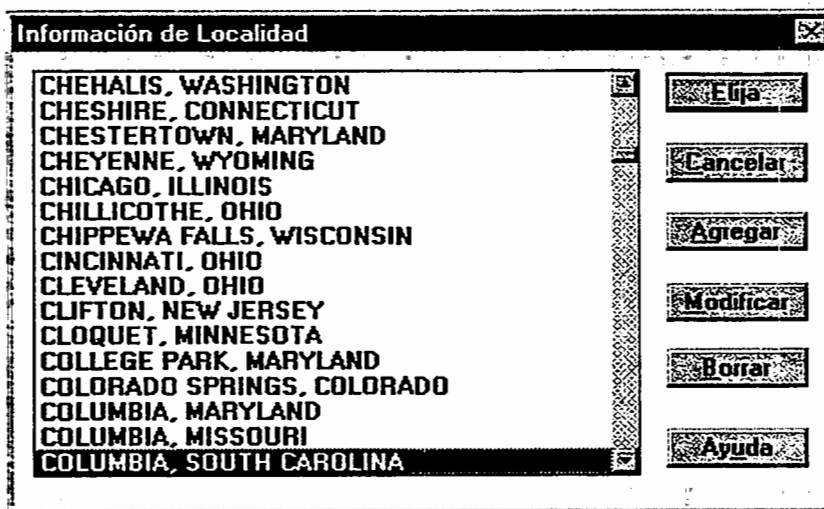 Información de Localidad
CHEHALIS, WASHINGTON
CHESHIRE, CONNECTICUT
CHESTERTOWN, MARYLAND
CHEYENNE, WYOMING
CHICAGO, ILLINOIS
CHILLICOTHE, OHIO
CHIPPEWA FALLS, WISCONSIN
CINCINNATI, OHIO
CLEVELAND, OHIO
CLIFTON, NEW JERSEY
CLOQUET, MINNESOTA
COLLEGE PARK, MARYLAND
COLORADO SPRINGS, COLORADO
COLUMBIA, MARYLAND
COLUMBIA, MISSOURI
COLUMBIA, SOUTH CAROLINA
Elija
Cancelar
Agregar
Modificar
Borrar
Ayuda